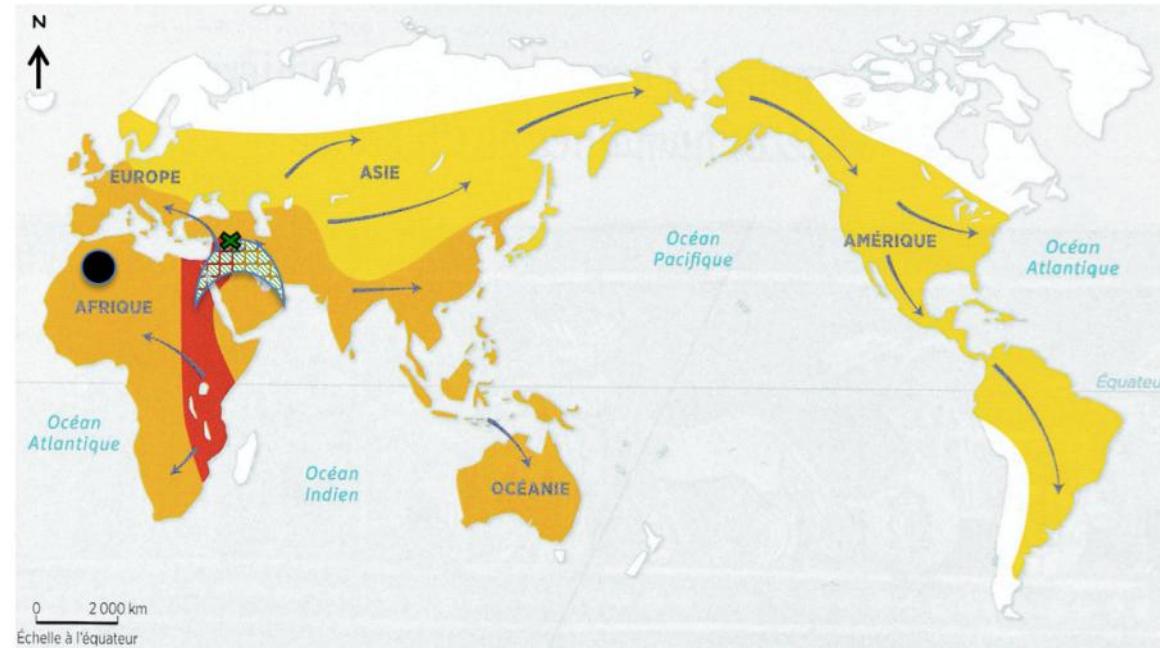 N
EUROPE
ASIE
AFRIQUE
AMÉRIQUE
Océan
Pacifique
Océan
Atlantique
Équateur
Océan
Atlantique
Océan
Indien
OCÉANIE
0 2 000 km
Échelle à l'équateur